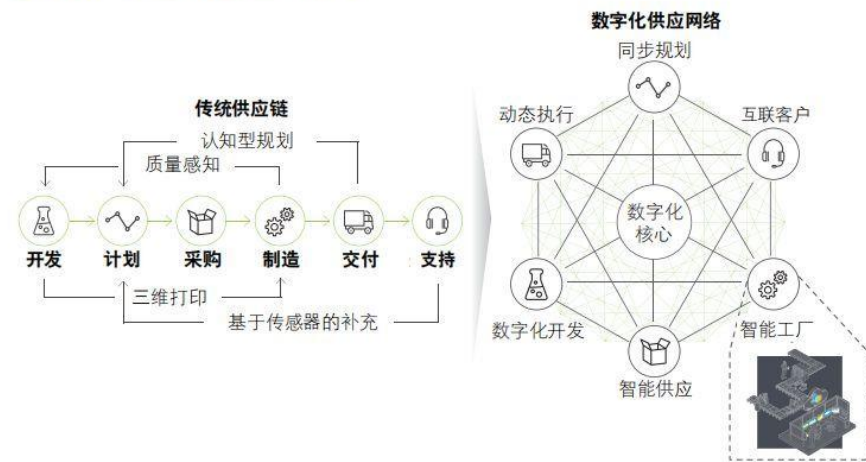 数字化供应网络
同步规划
传统供应链
动态执行
互联客户
认知型规划
质量感知
数字化
核心
开发
计划
采购
制造
交付
支持
三维打印
基于传感器的补充
数字化开发
智能工厂
智能供应